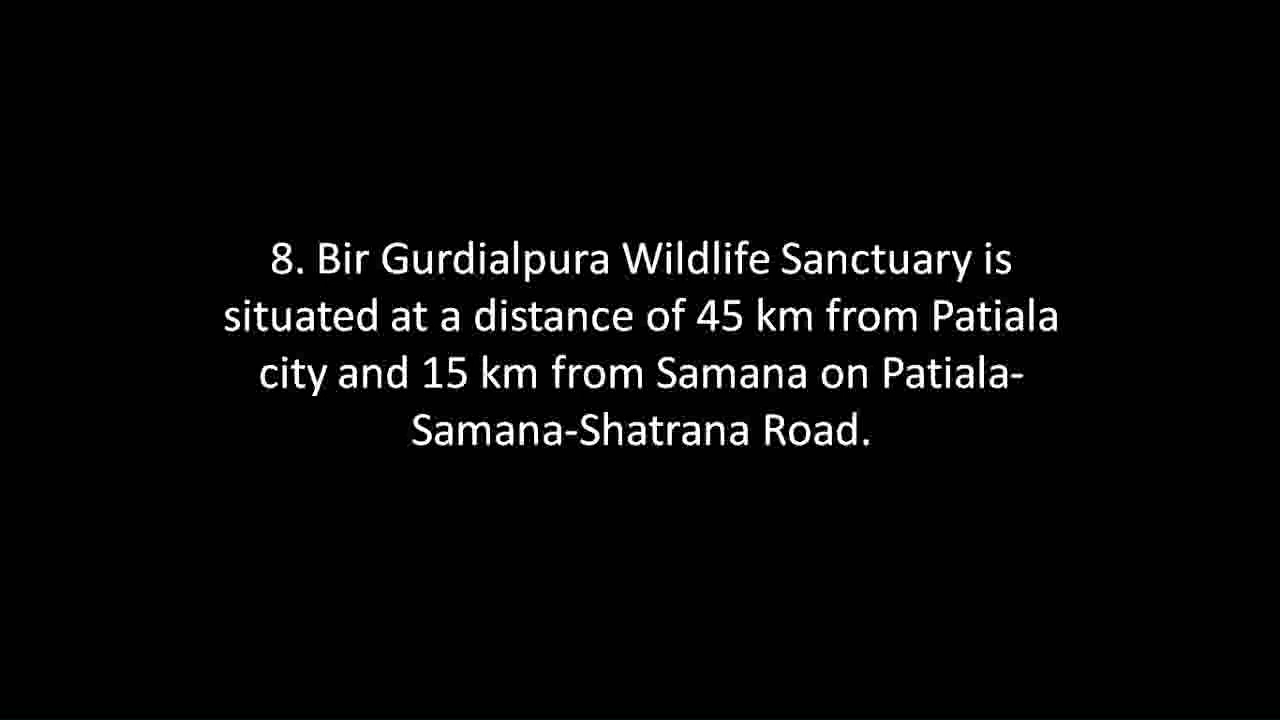 8. Bir Gurdialpura Wildlife Sanctuary is
situated at a distance of 45 km from Patiala
city and 15 km from Samana on Patiala-
Samana-Shatrana Road.